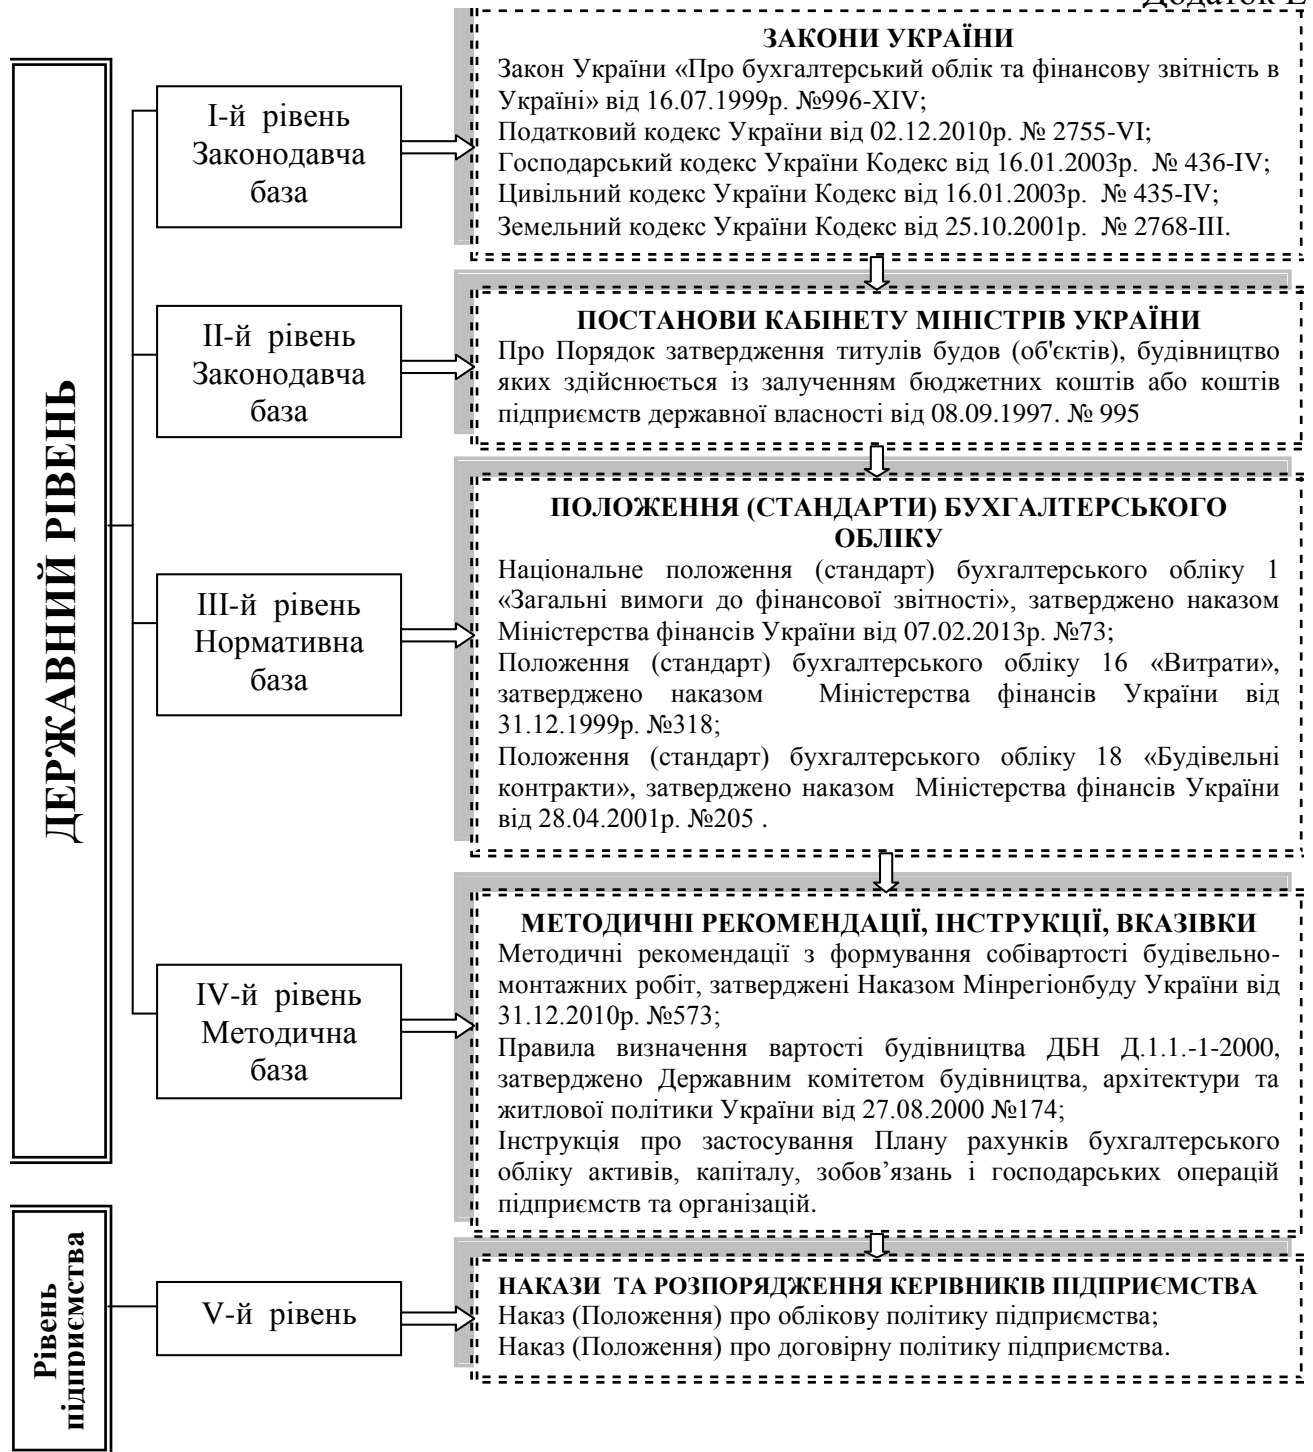 Додаток
ДЕРЖАВНИЙ РІВЕНЬ
І-й рівень
Законодавча
база
ЗАКОНИ УКРАЇНИ
Закон України «Про бухгалтерський облік та фінансову звітність в
Україні» від 16.07.1999р. №996-XIV;
Податковий кодекс України від 02.12.2010р. № 2755-VI;
Господарський кодекс України Кодекс від 16.01.2003р. № 436-IV;
Цивільний кодекс України Кодекс від 16.01.2003р. № 435-IV;
Земельний кодекс України Кодекс від 25.10.2001р. № 2768-III.
ІІ-й рівень
Законодавча
база
ПОСТАНОВИ КАБІНЕТУ МІНІСТРІВ УКРАЇНИ
Про Порядок затвердження титулів будов (об'єктів), будівництво
яких здійснюється із залученням бюджетних коштів або коштів
підприємств державної власності від 08.09.1997. № 995
ІІІ-й рівень
Нормативна
база
ПОЛОЖЕННЯ (СТАНДАРТИ) БУХГАЛТЕРСЬКОГО
ОБЛІКУ
Національне положення (стандарт) бухгалтерського обліку 1
«Загальні вимоги до фінансової звітності», затверджено наказом
Міністерства фінансів України від 07.02.2013р. №73;
Положення (стандарт) бухгалтерського обліку 16 «Витрати»,
затверджено наказом Міністерства фінансів України від
31.12.1999р. №318;
Положення (стандарт) бухгалтерського обліку 18 «Будівельні
контракти», затверджено наказом Міністерства фінансів України
від 28.04.2001р. №205 .
IV-й рівень
Методична
база
МЕТОДИЧНІ РЕКОМЕНДАЦІЇ, ІНСТРУКЦІЇ, ВКАЗІВКИ
Методичні рекомендації з формування собівартості будівельно-
монтажних робіт, затверджені Наказом Мінрегіонбуду України від
31.12.2010р. №573;
Правила визначення вартості будівництва ДБН Д.1.1.-1-2000,
затверджено Державним комітетом будівництва, архітектури та
житлової політики України від 27.08.2000 №174;
Інструкція про застосування Плану рахунків бухгалтерського
обліку активів, капіталу, зобов’язань і господарських операцій
підприємств та організацій.
Рівень
підприємства
V-й рівень
НАКАЗИ ТА РОЗПОРЯДЖЕННЯ КЕРІВНИКІВ ПІДПРИЄМСТВА
Наказ (Положення) про облікову політику підприємства;
Наказ (Положення) про договірну політику підприємства.